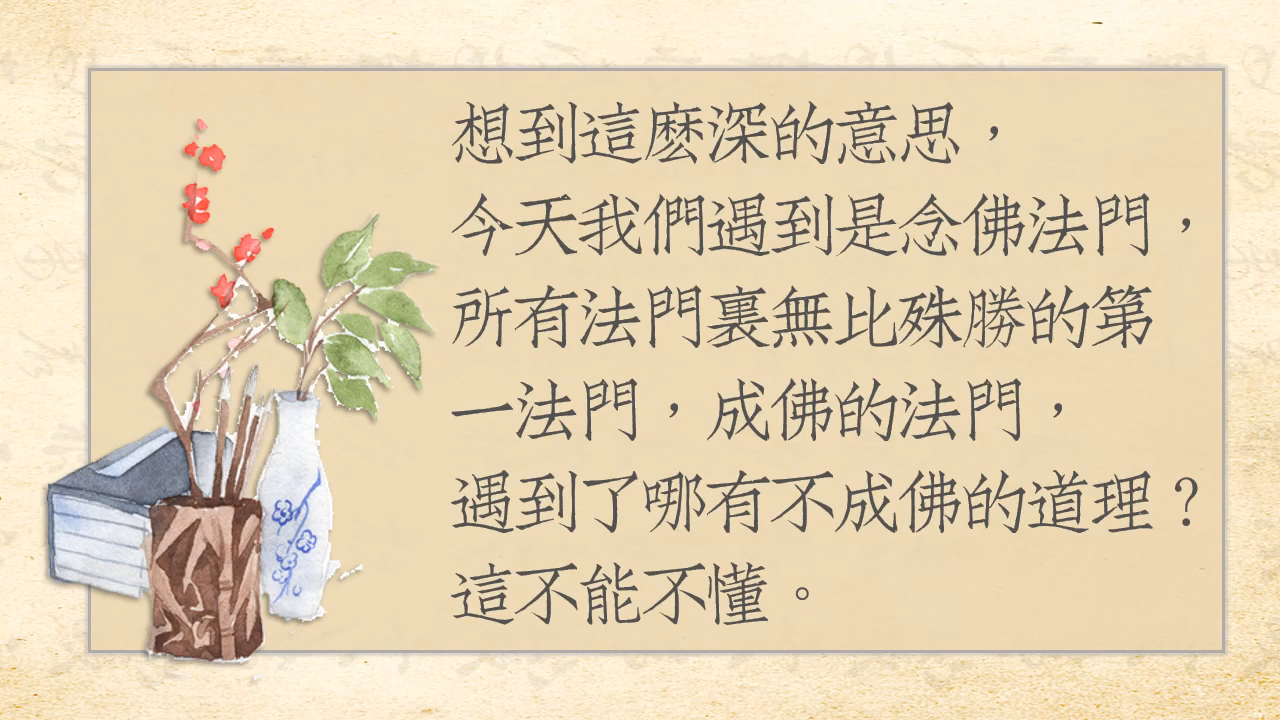 想到這麽深的意思，
今天我們遇到是念佛法門，
所有法門裏無比殊勝的第
一法門，成佛的法門，
遇到了哪有不成佛的道理？
這不能不懂。